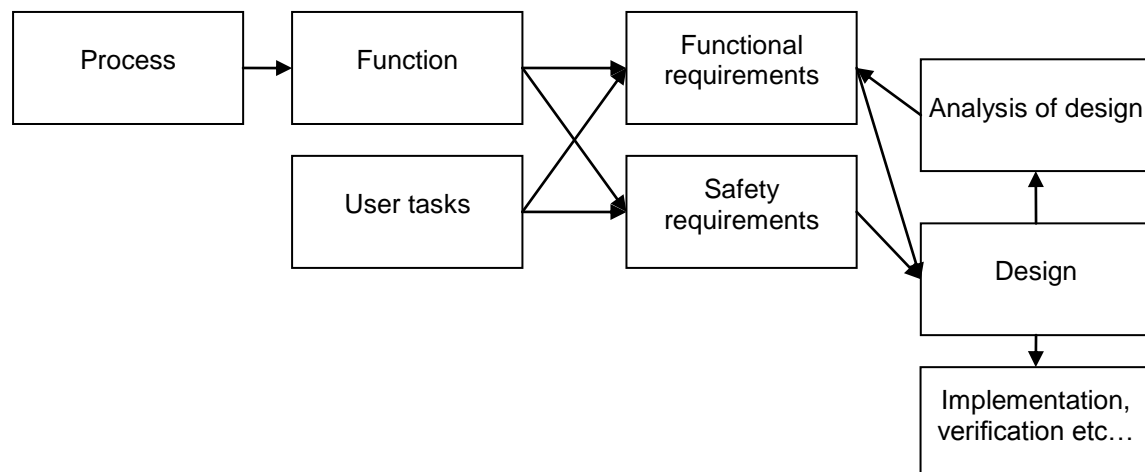 Process
Function
Functional
requirements
Analysis of design
User tasks
Safety
requirements
Design
Implementation,
verification etc…